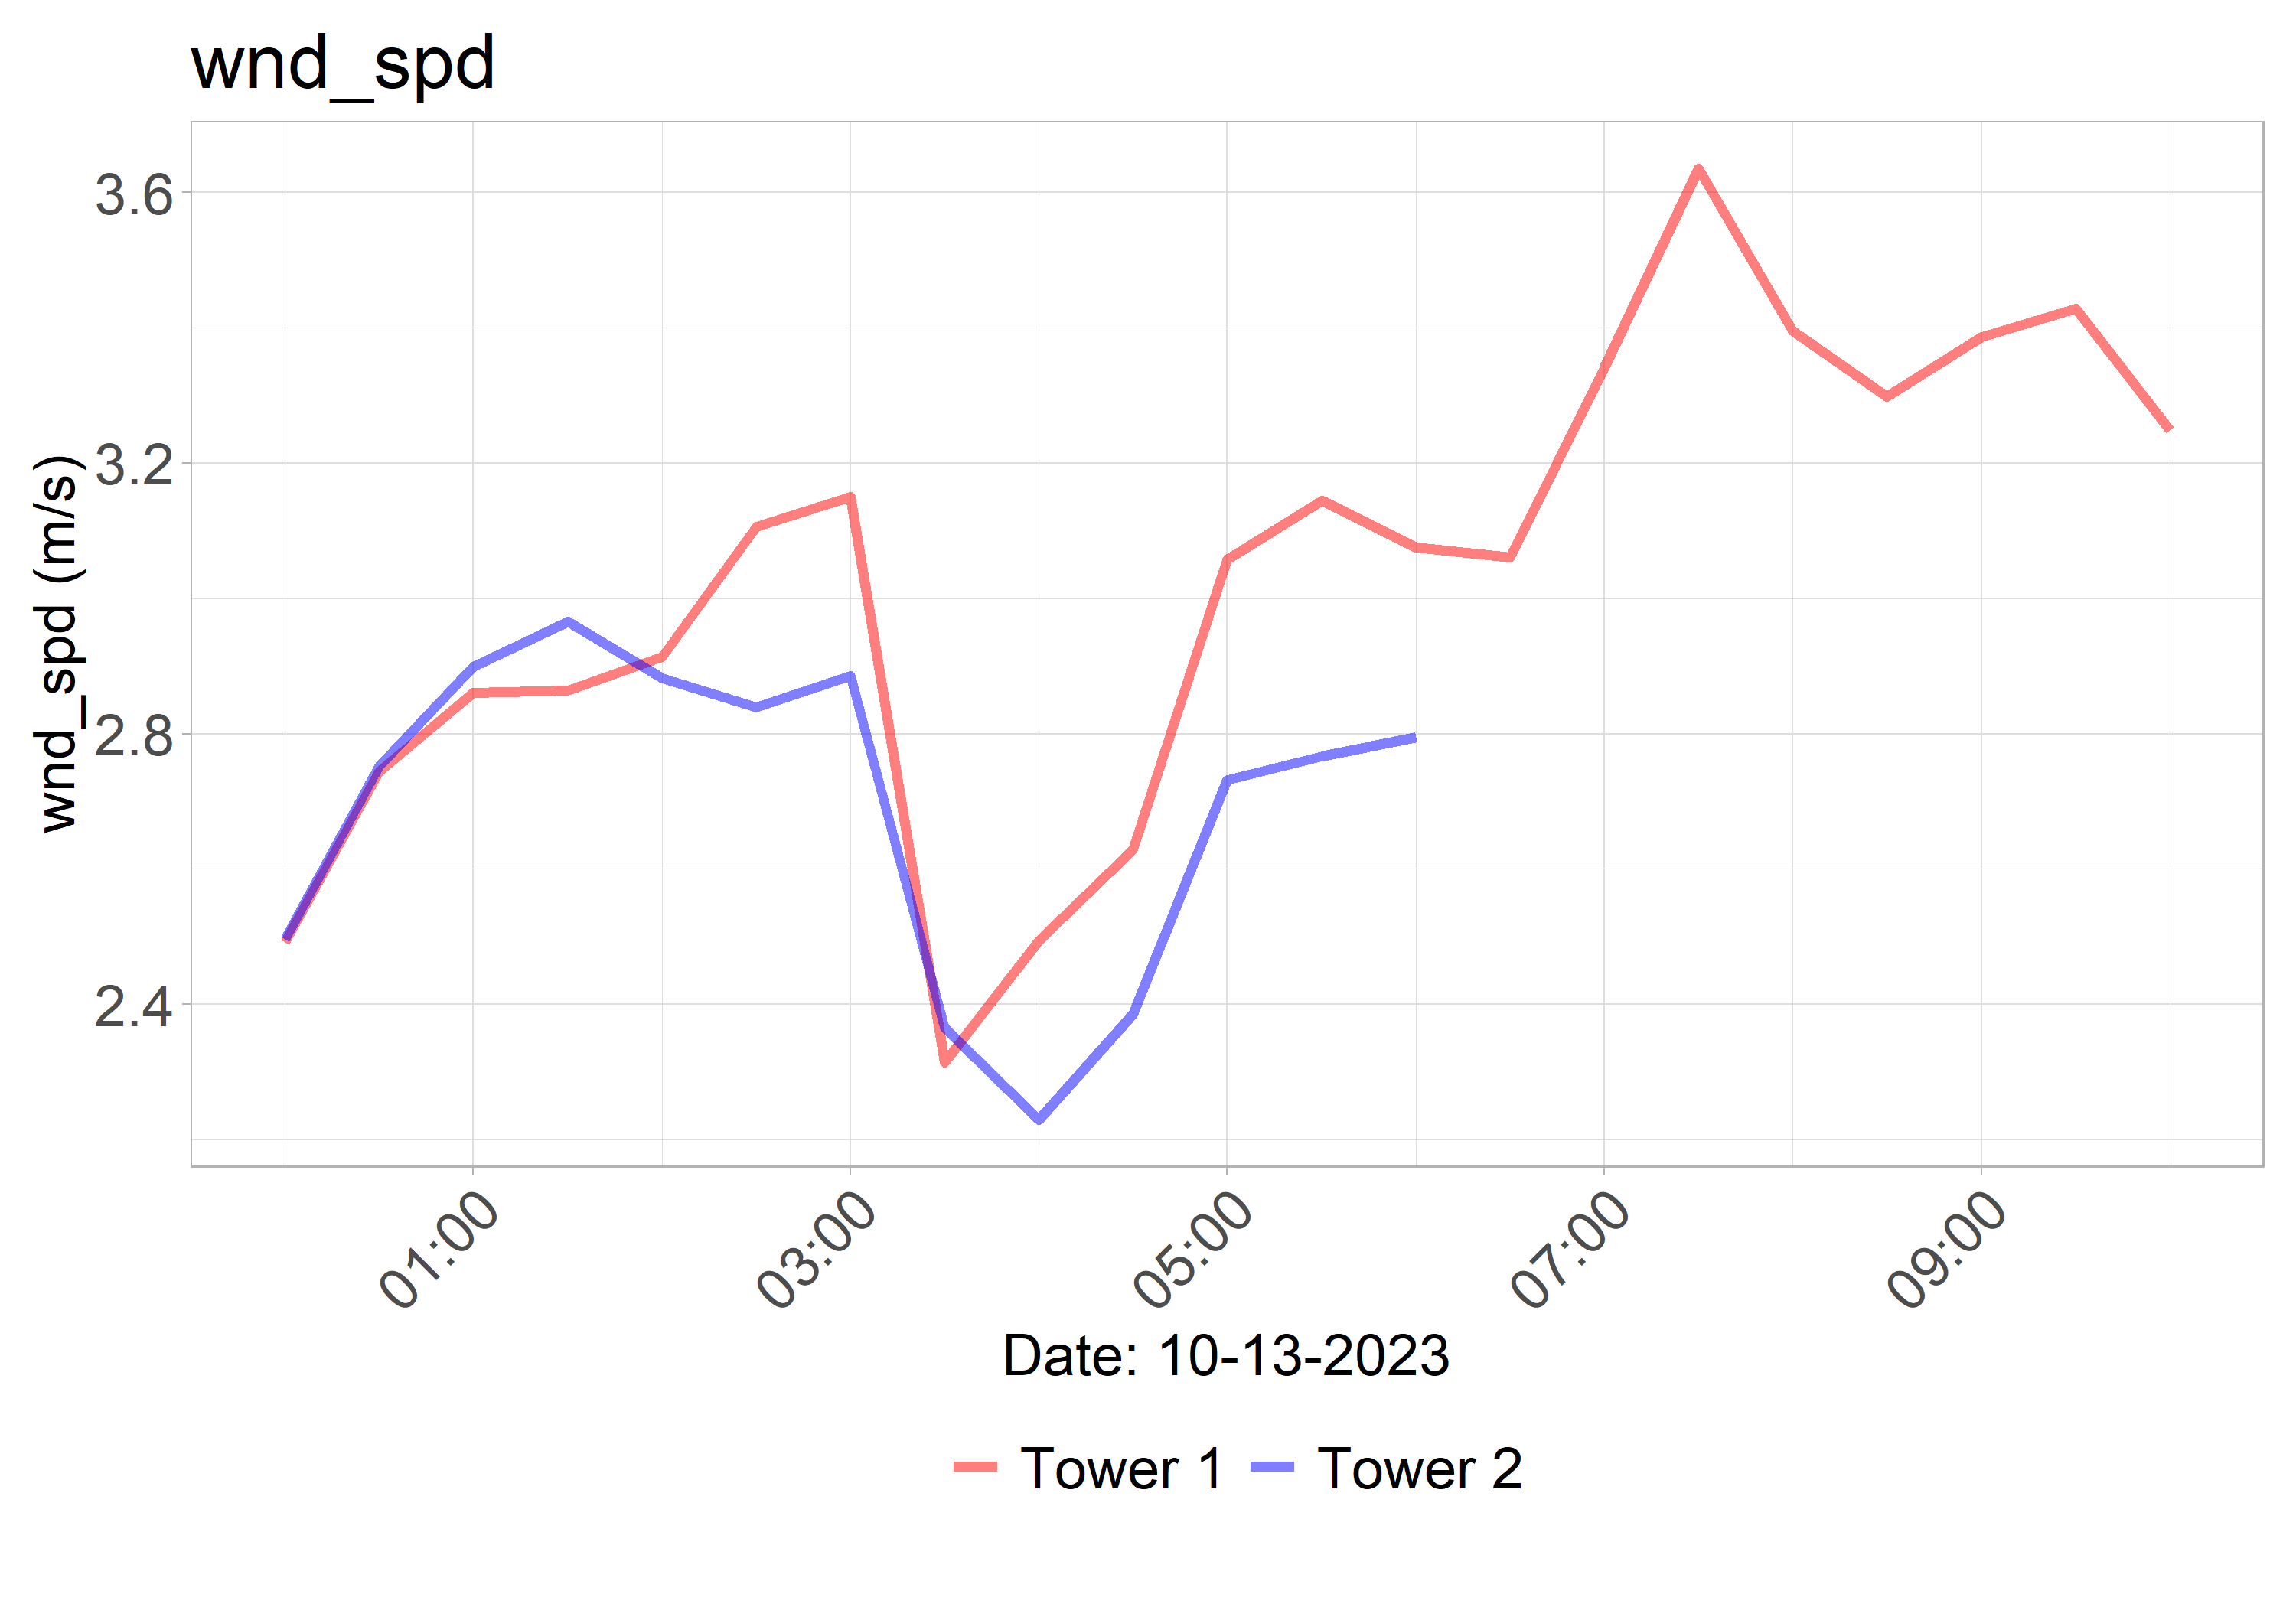 wnd_spd
wnd_spd (m/s)
3.6
3.2
2.8
2.4
01:00
03:00
05:00
07:00
09:00
Date: 10-13-2023
Tower 1
Tower 2